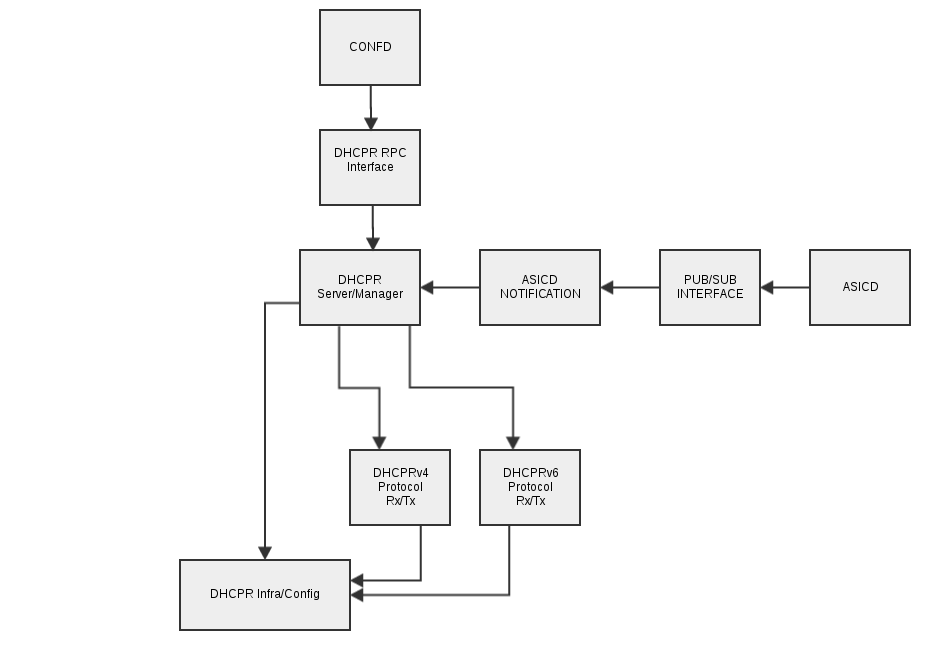 CONFD
DHCPR RPC
Interface
DHCPR
Server/Manager
ASICD
NOTIFICATION
PUB/SUB
INTERFACE
ASICD
DHCPRv4
Protocol
Rx/Tx
DHCPRv6
Protocol
Rx/Tx
DHCPR Infra/Config